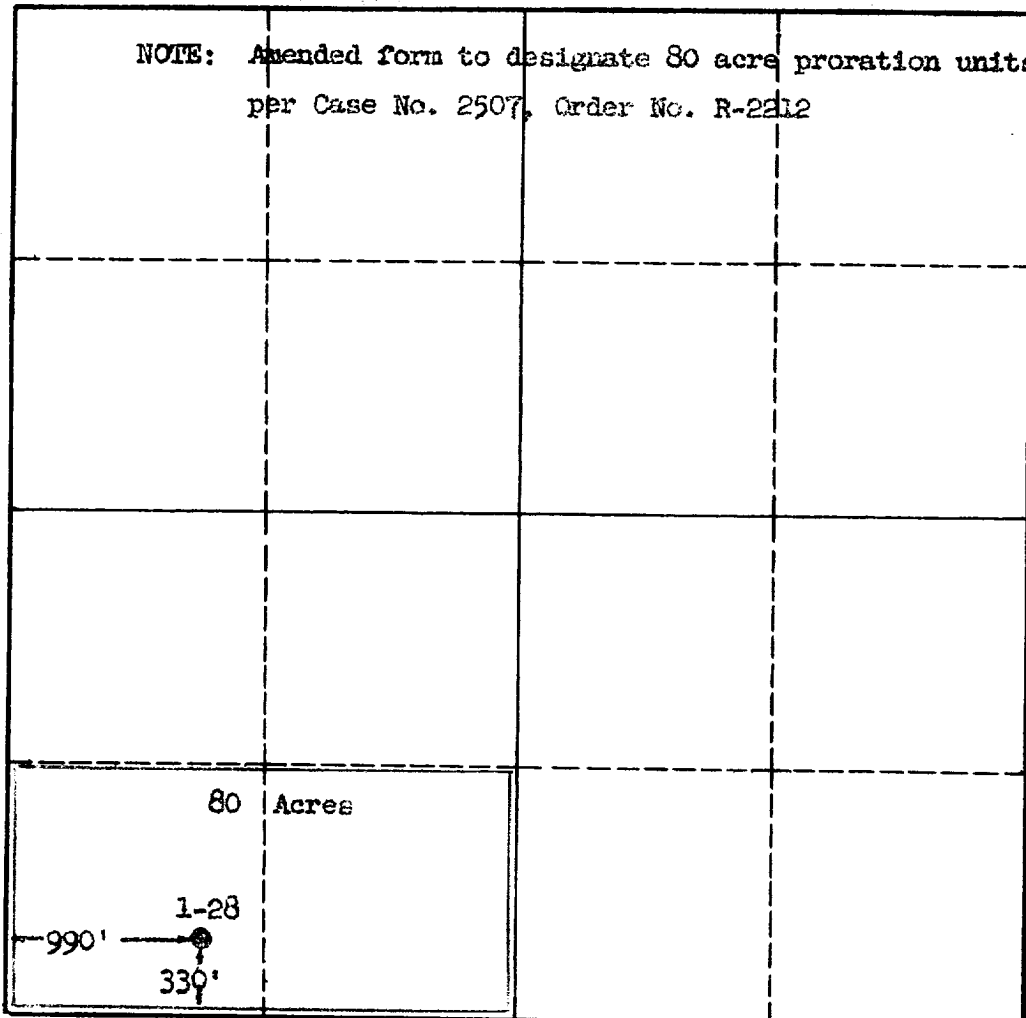 NOTE: Amended form to designate 80 acre proration units
per Case No. 2507, Order No. R-2212
80 Acres
1-28
990'
330'